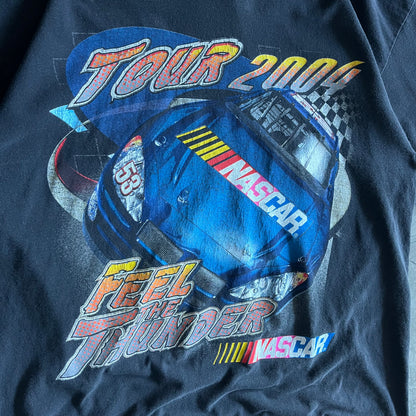 TOUR 2004
NASCAR
53
FEEL
THE
THUNDER
NASCAR